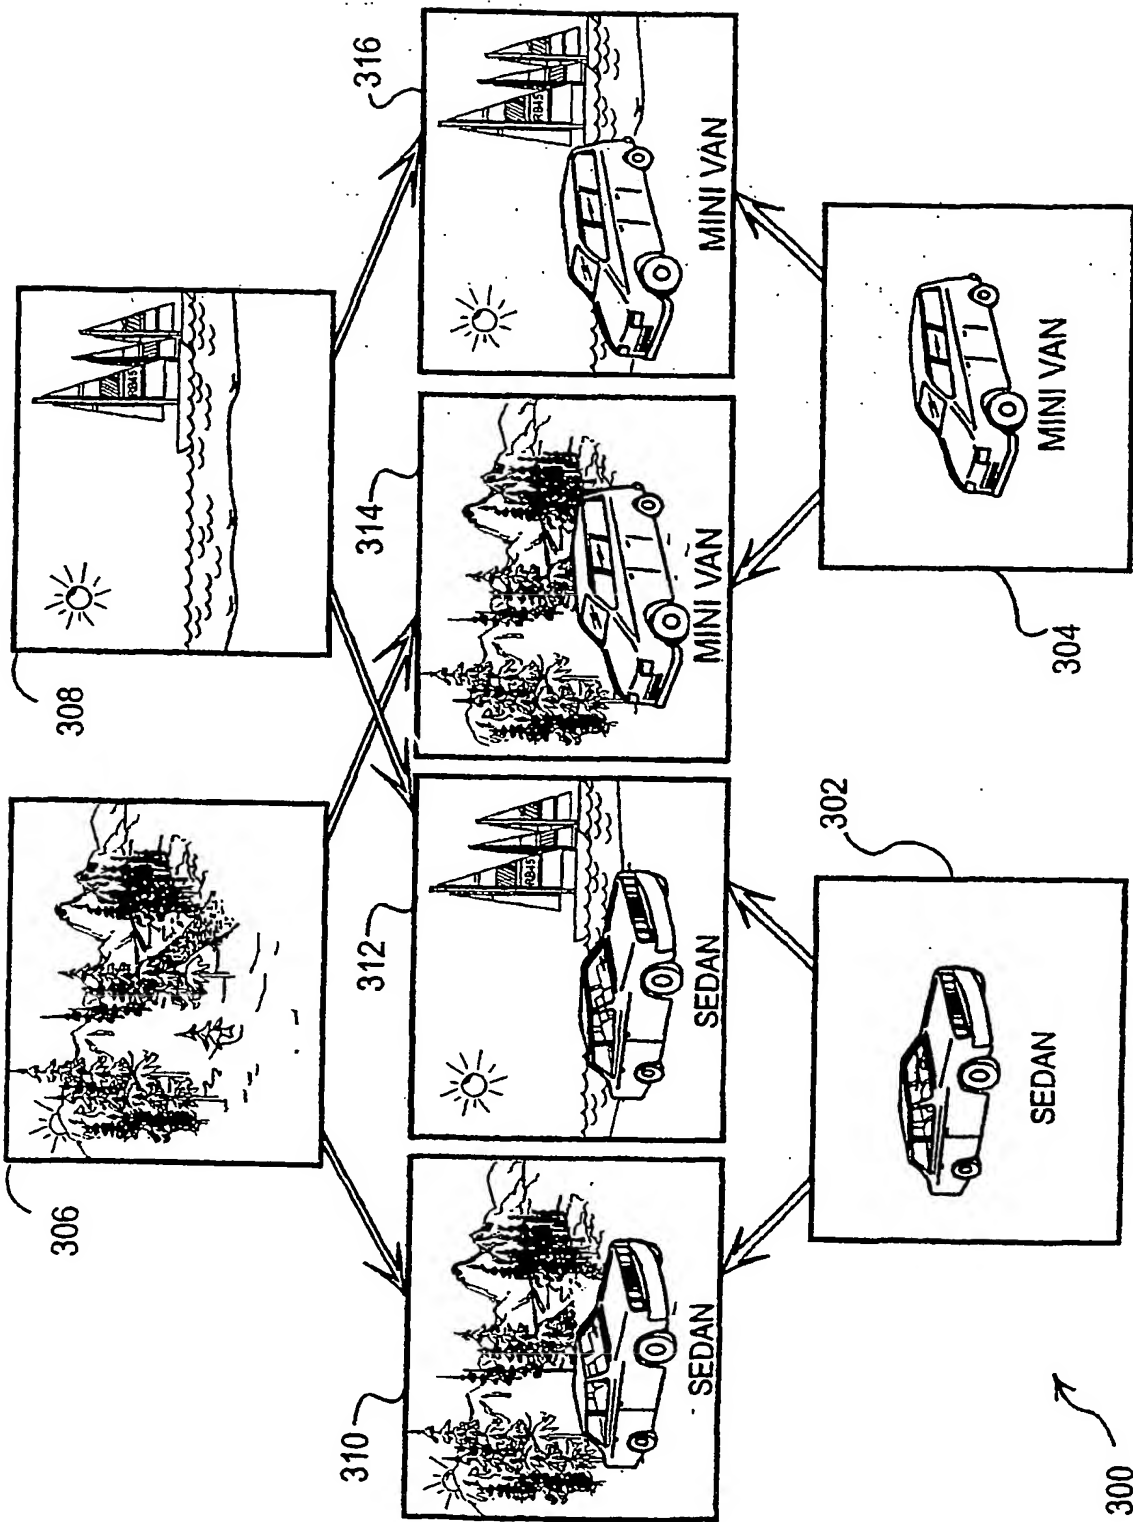 306
308
310
SEDAN
312
RB45
SEDAN
314
MINI VAN
316
RB45
MINI VAN
RB45
302
SEDAN
304
MINI VAN
300